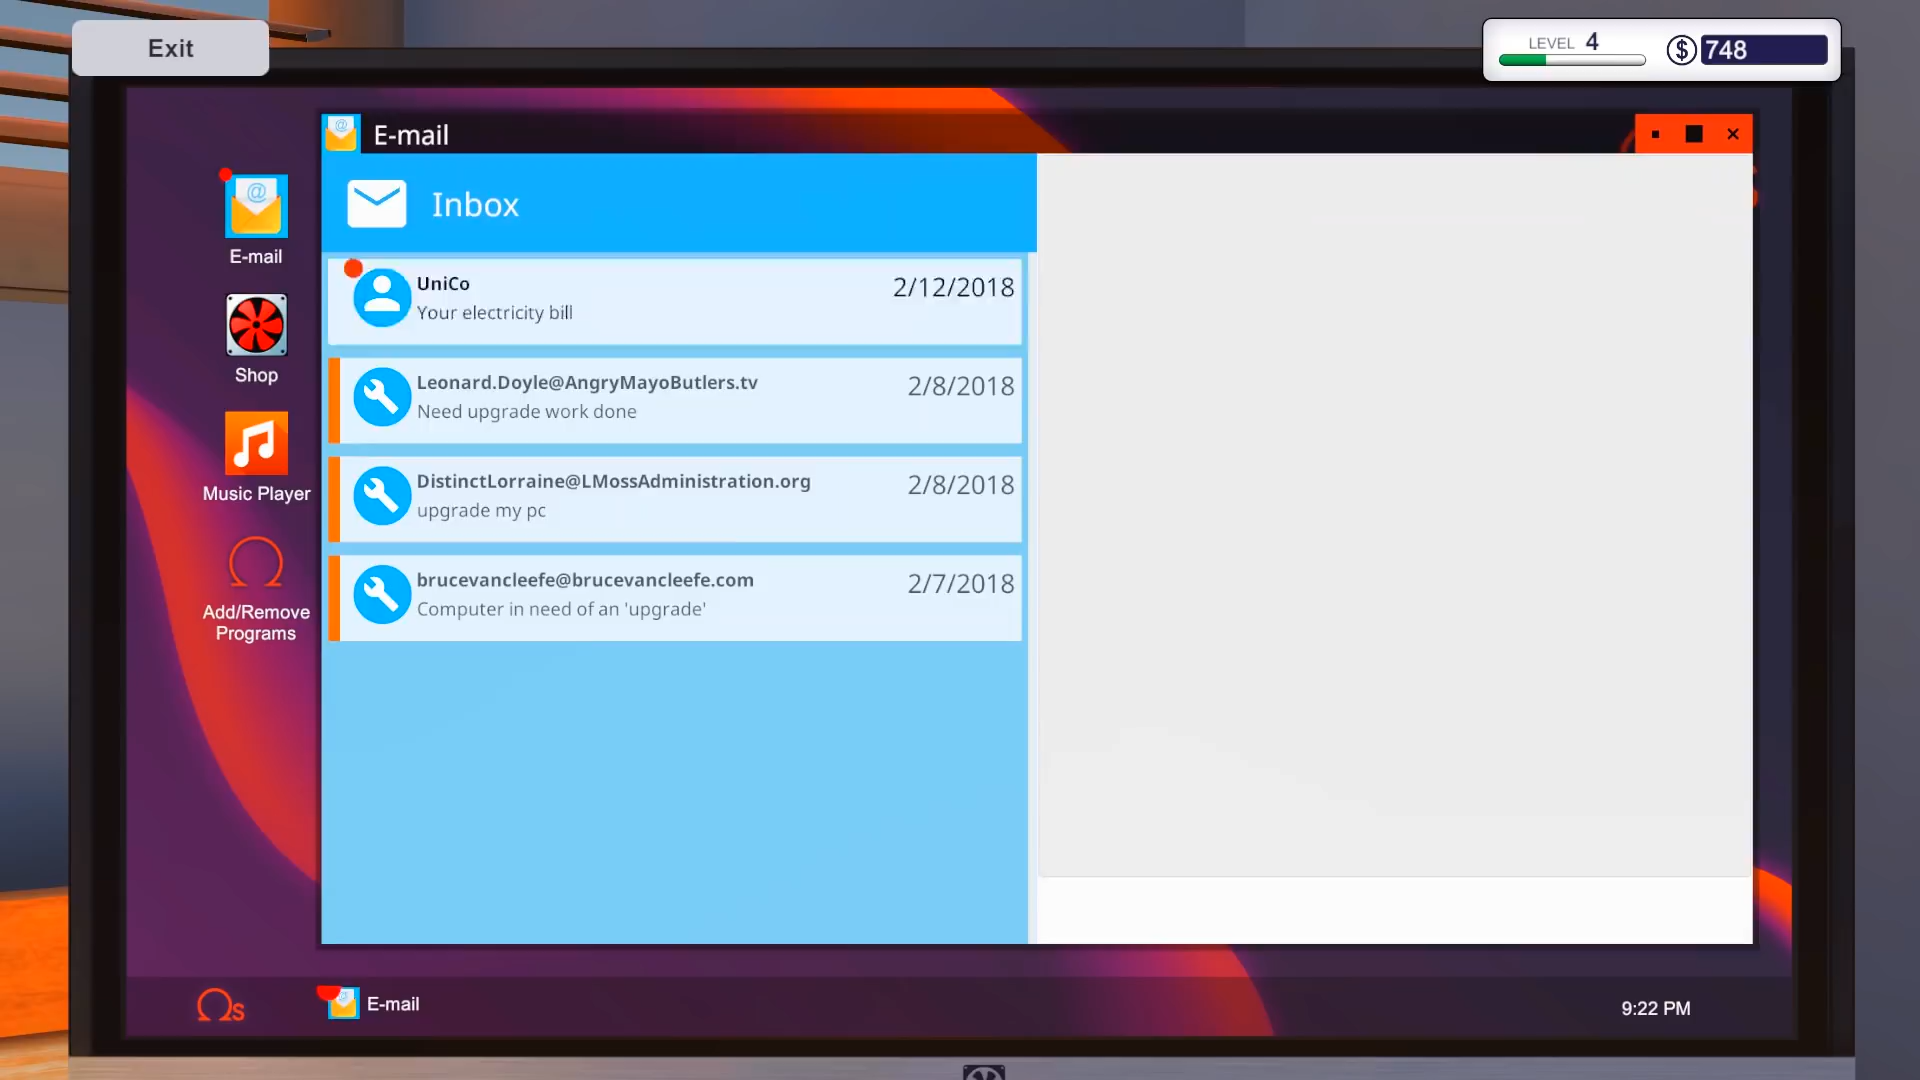 Exit
LEVEL 4
$ 748
E-mail
E-mail
Shop
Music Player
Add/Remove
Programs
Inbox
UniCo
2/12/2018
Your electricity bill
Leonard.Doyle@AngryMayoButlers.tv
2/8/2018
Need upgrade work done
DistinctLorraine@LMossAdministration.org
2/8/2018
upgrade my pc
brucevancleefe@brucevancleefe.com
2/7/2018
Computer in need of an 'upgrade'
Ωs
E-mail
9:22 PM